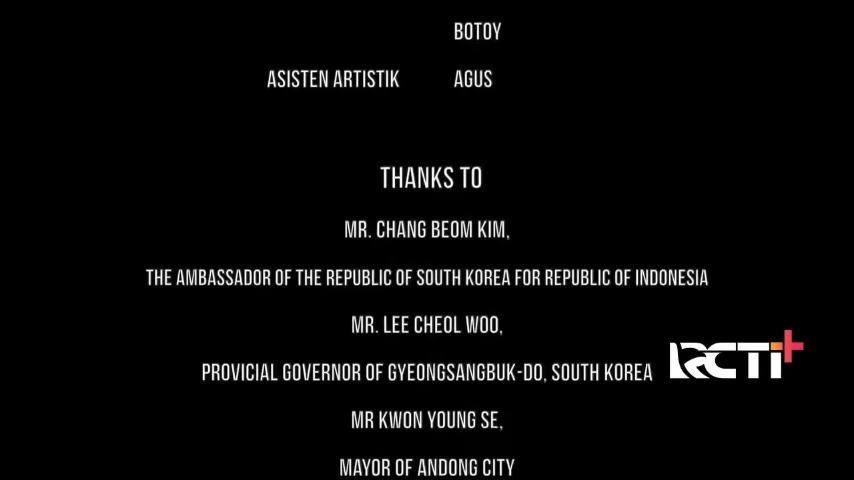 BOTOY
ASISTEN ARTISTIK AGUS
THANKS TO
MR. CHANG BEOM KIM,
THE AMBASSADOR OF THE REPUBLIC OF SOUTH KOREA FOR REPUBLIC OF INDONESIA
MR. LEE CHEOL WOO,
RCTI+
PROVICIAL GOVERNOR OF GYEONGSANGBUK-DO, SOUTH KOREA
MR KWON YOUNG SE,
MAYOR OF ANDONG CITY